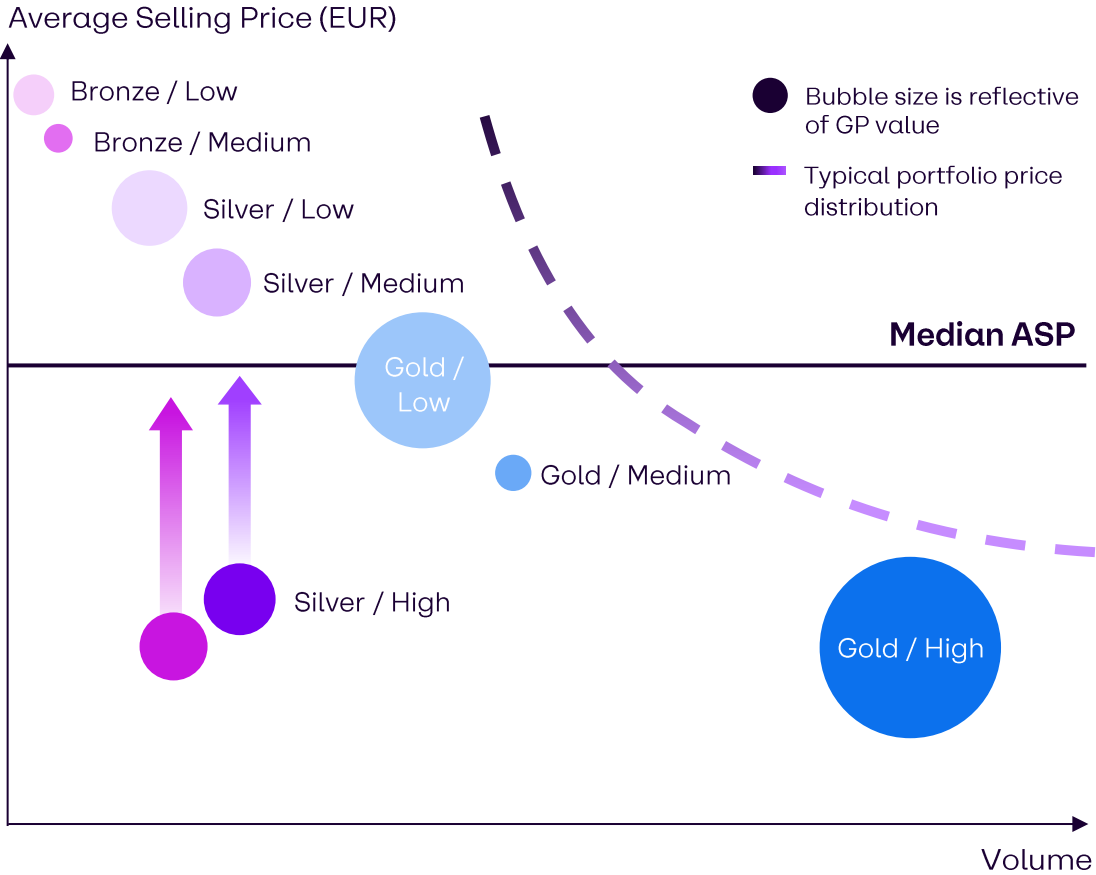 Average Selling Price (EUR)
Bronze / Low
Bubble size is reflective
of GP value
Bronze / Medium
Typical portfolio price
distribution
Silver / Low
Silver / Medium
Median ASP
Gold /
Low
Gold / Medium
Silver / High
Gold / High
Volume